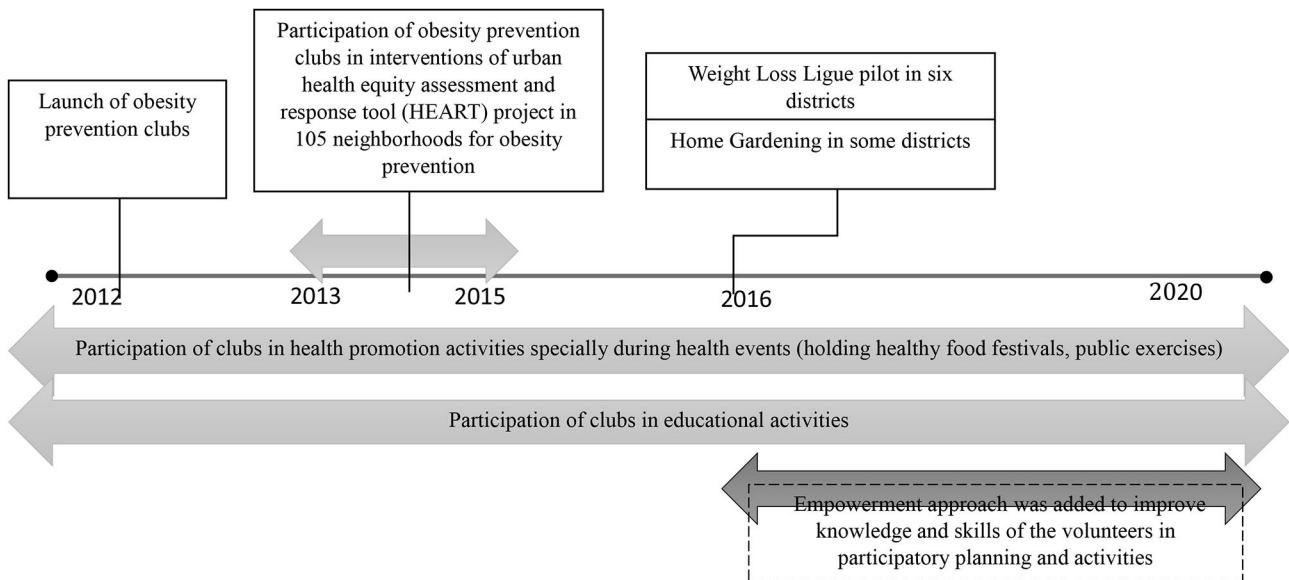 Launch of obesity
prevention clubs
Participation of obesity prevention
clubs in interventions of urban
health equity assessment and
response tool (HEART) project in
105 neighborhoods for obesity
prevention
Weight Loss Ligue pilot in six
districts
Home Gardening in some districts
2012
2013
2015
2016
2020
Participation of clubs in health promotion activities specially during health events (holding healthy food festivals, public exercises)
Participation of clubs in educational activities
Empowerment approach was added to improve
knowledge and skills of the volunteers in
participatory planning and activities